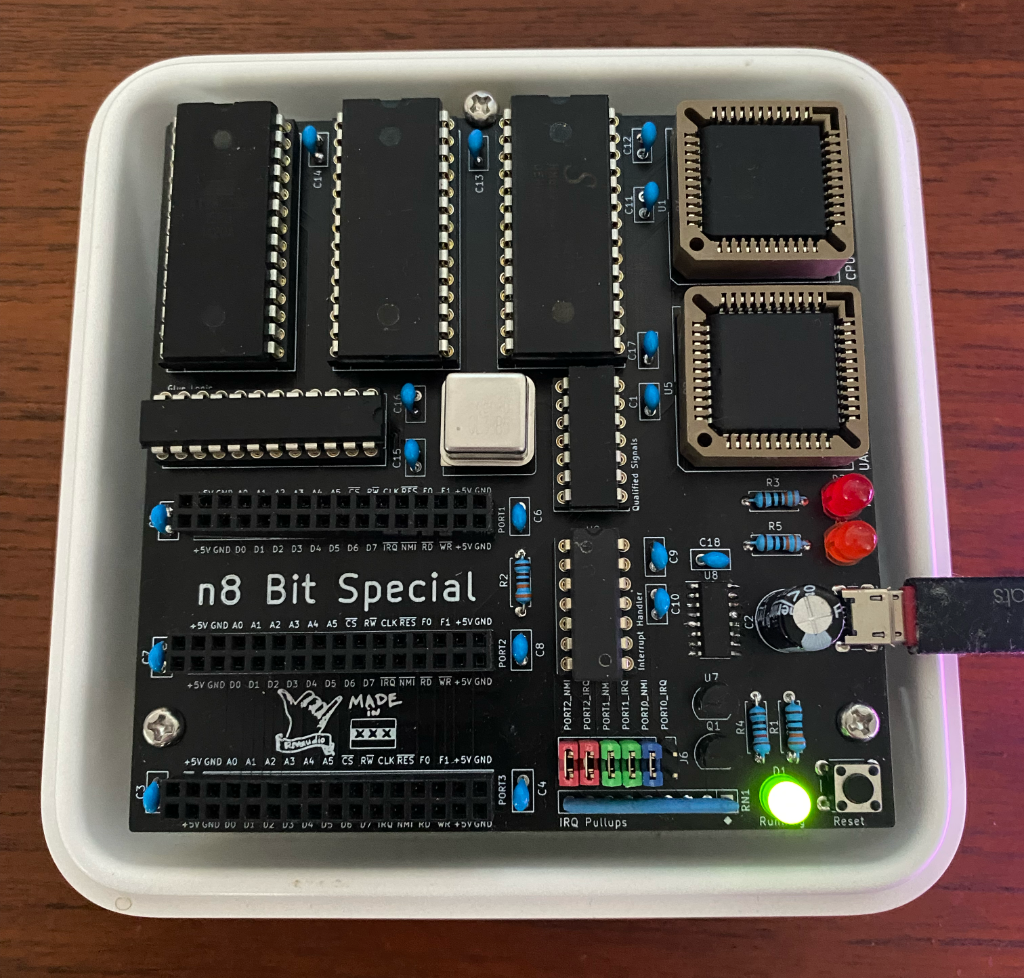 C14
C13
C12
C11
U1
CPU
C17
C1
U5
Glue Logic
C16
C15
Qualified Signals
UA
R3
R5
+5V GND A0 A1 A2 A3 A4 A5 CS RW CLK RES F0 F1 +5V GND
PORT1
C6
+5V GND D0 D1 D2 D3 D4 D5 D6 D7 IRQ NMI RD WR +5V GND
R2
n8 Bit Special
C9
C18
U8
C10
C2
Interrupt Handler
+5V GND A0 A1 A2 A3 A4 A5 CS RW CLK RES F0 F1 +5V GND
C7
PORT2
C8
+5V GND D0 D1 D2 D3 D4 D5 D6 D7 IRQ NMI RD WR +5V GND
U7
MADE
IN
XXX
PORT2_NMI
PORT2_IRQ
PORT1_NMI
PORT1_IRQ
PORT0_NMI
PORT0_IRQ
Q1
R4
R1
J6
+5V GND A0 A1 A2 A3 A4 A5 CS RW CLK RES F0 F1 +5V GND
C3
PORT3
C4
RN1
D1
+5V GND D0 D1 D2 D3 D4 D5 D6 D7 IRQ NMI RD WR +5V GND
IRQ Pullups
Reset